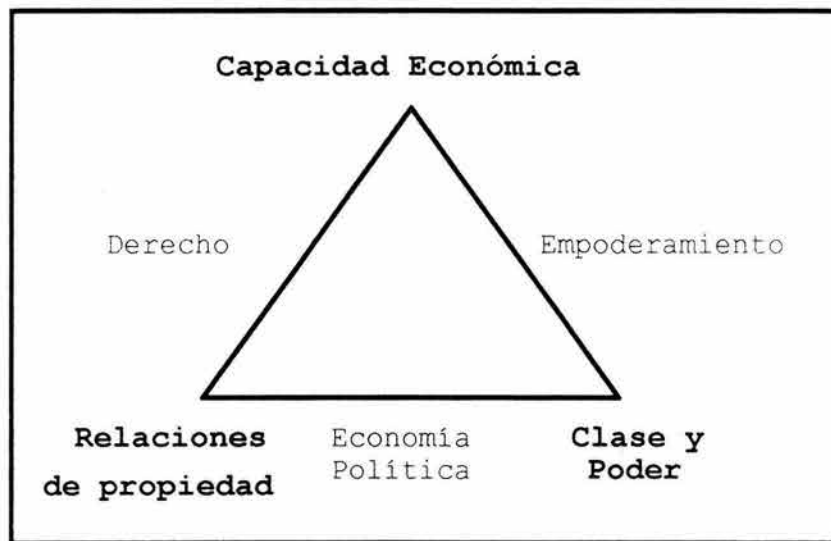 Capacidad Económica
Derecho
Empoderamiento
Relaciones
de propiedad
Economía
Política
Clase y
Poder